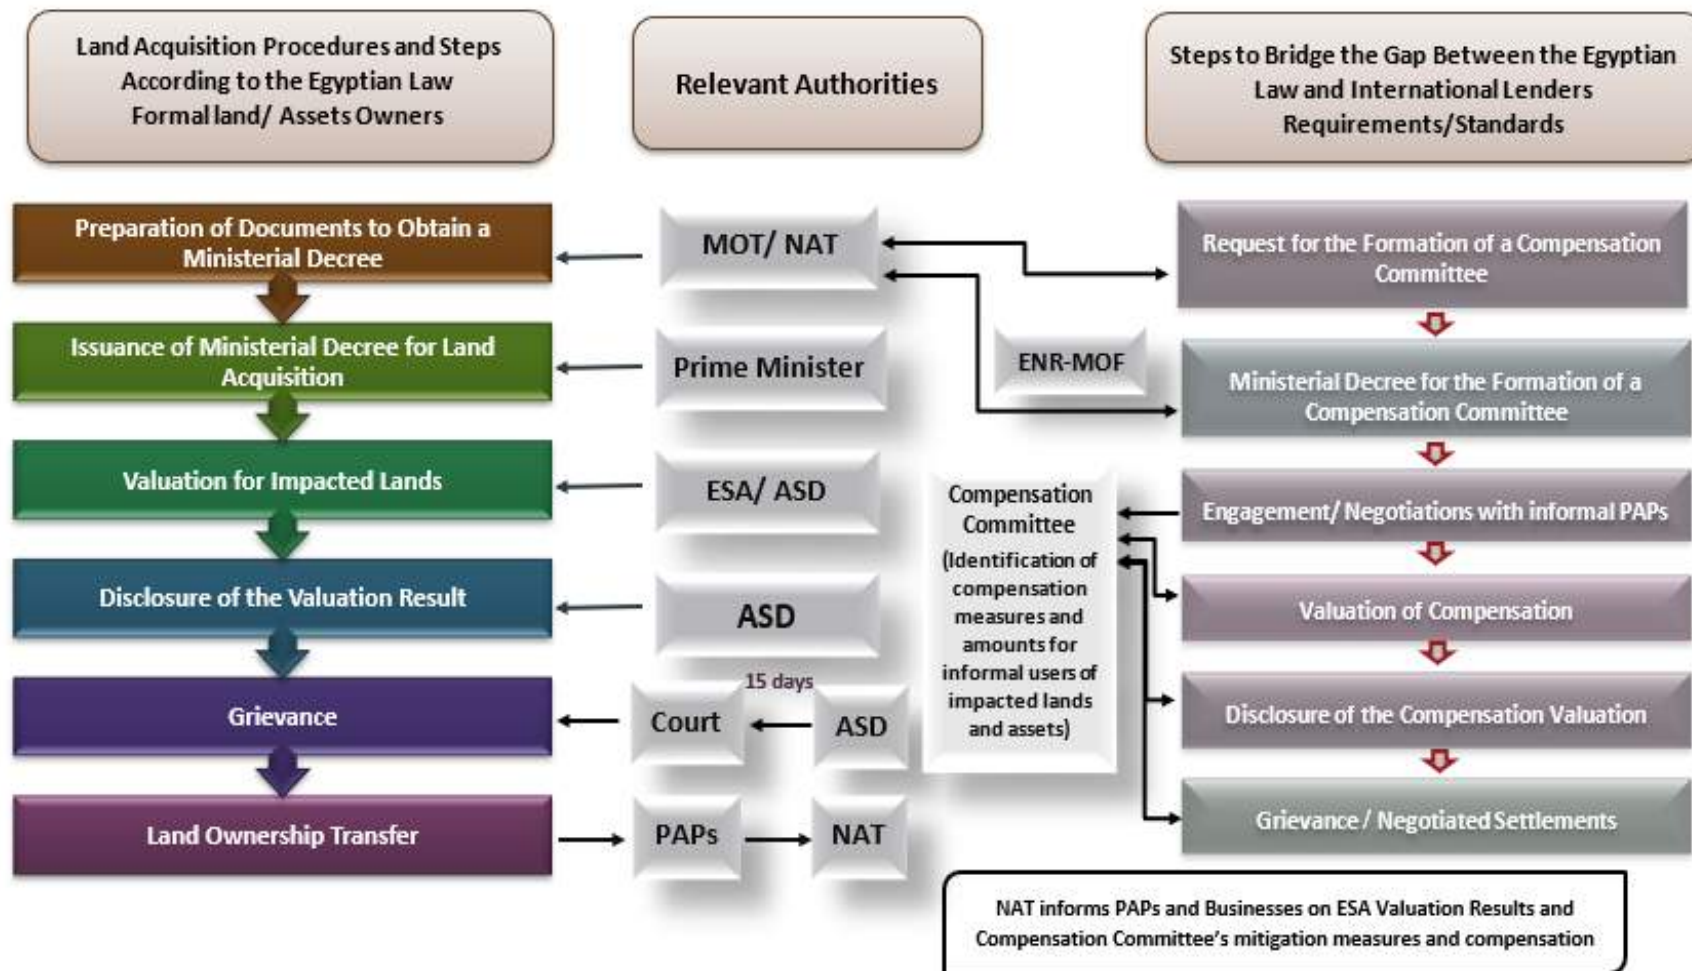 Land Acquisition Procedures and Steps
According to the Egyptian Law
Formal land/ Assets Owners
Relevant Authorities
Steps to Bridge the Gap Between the Egyptian
Law and International Lenders
Requirements/Standards
Preparation of Documents to Obtain a
Ministerial Decree
Issuance of Ministerial Decree for Land
Acquisition
Valuation for Impacted Lands
Disclosure of the Valuation Result
Grievance
Land Ownership Transfer
MOT/ NAT
Prime Minister
ENR-MOF
ESA/ ASD
ASD
15 days
Court
ASD
PAPs
NAT
Compensation
Committee
(Identification of
compensation
measures and
amounts for
informal users of
impacted lands
and assets)
Request for the Formation of a Compensation
Committee
Ministerial Decree for the Formation of a
Compensation Committee
Engagement/ Negotiations with informal PAPs
Valuation of Compensation
Disclosure of the Compensation Valuation
Grievance / Negotiated Settlements
NAT informs PAPs and Businesses on ESA Valuation Results and
Compensation Committee's mitigation measures and compensation